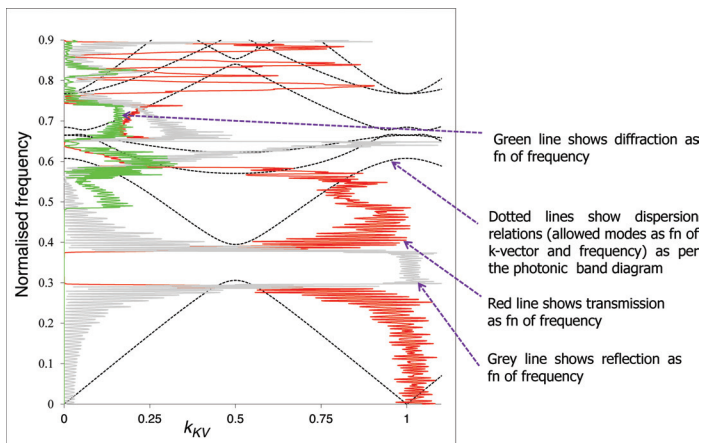 0.9
0.8
0.7
0.6
0.5
0.4
0.3
0.2
0.1
0
Normalised frequency
0
0.25
0.5
0.75
1
kKV
Green line shows diffraction as
fn of frequency
Dotted lines show dispersion
relations (allowed modes as fn of
k-vector and frequency) as per
the photonic band diagram
Red line shows transmission
as fn of frequency
Grey line shows reflection as
fn of frequency